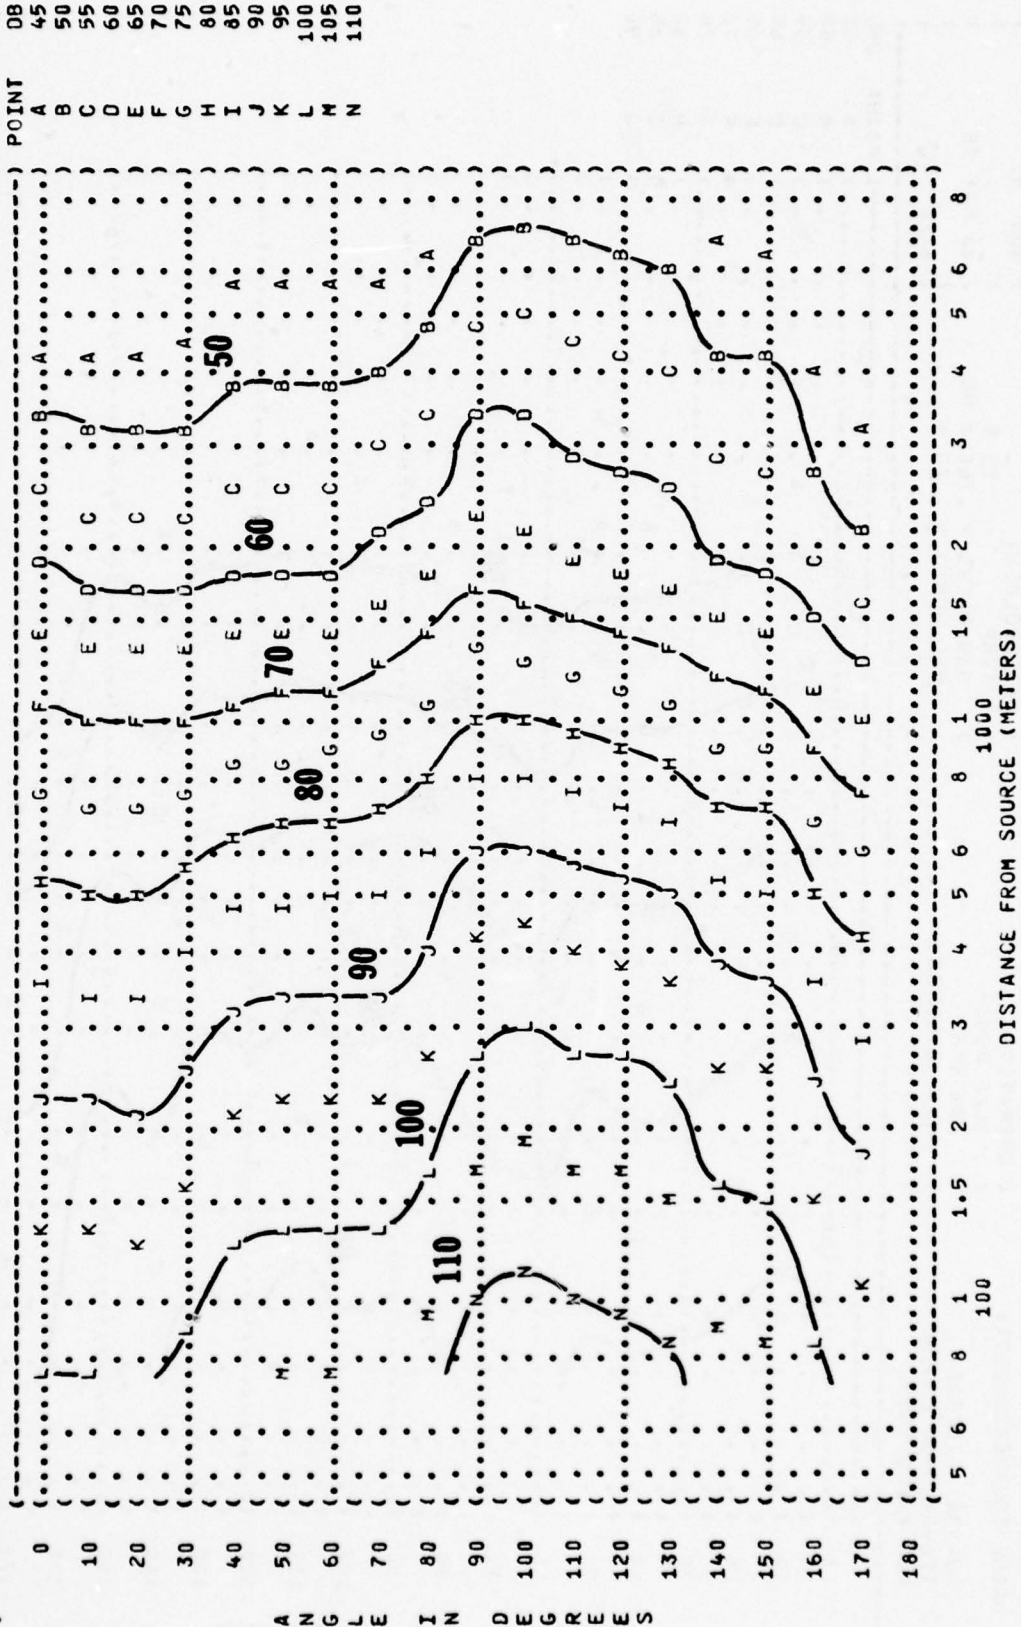 POINT DB
0 L K J I H G F E D C B A A 45
B 50
10 L K J I H G F E D C B A C 55
D 60
20 K J I H G F E D C B A E 65
F 70
30 L K J I H G F E D C B A G 75
50 H 80
40 L K J I H G F E D C B A I 85
60 J 90
A 50 M L K J I H G F E D C B A K 95
70
N 80 L 100
G 60 M L K J I H G F E D C B A M 105
L 90 N 110
E 70 L K J I H G F E D C B A
100
I 80 M L K J I H G F E D C B A
N 110
90 N M L K J I H G F E D C B
D
E 100 N M L K J I H G F E D C B
G
R 110 N M L K J I H G F E D C B
E
E 120 N M L K J I H G F E D C B
S
130 N M L K J I H G F E D C B
140 M L K J I H G F E D C B A
150 M L K J I H G F E D C B A
160 L K J I H G F E D C B A
170 K J I H G F E D C B A
180
5 6 8 1 1.5 2 3 4 5 6 8 1 1.5 2 3 4 5 6 8
100 1000
DISTANCE FROM SOURCE (METERS)